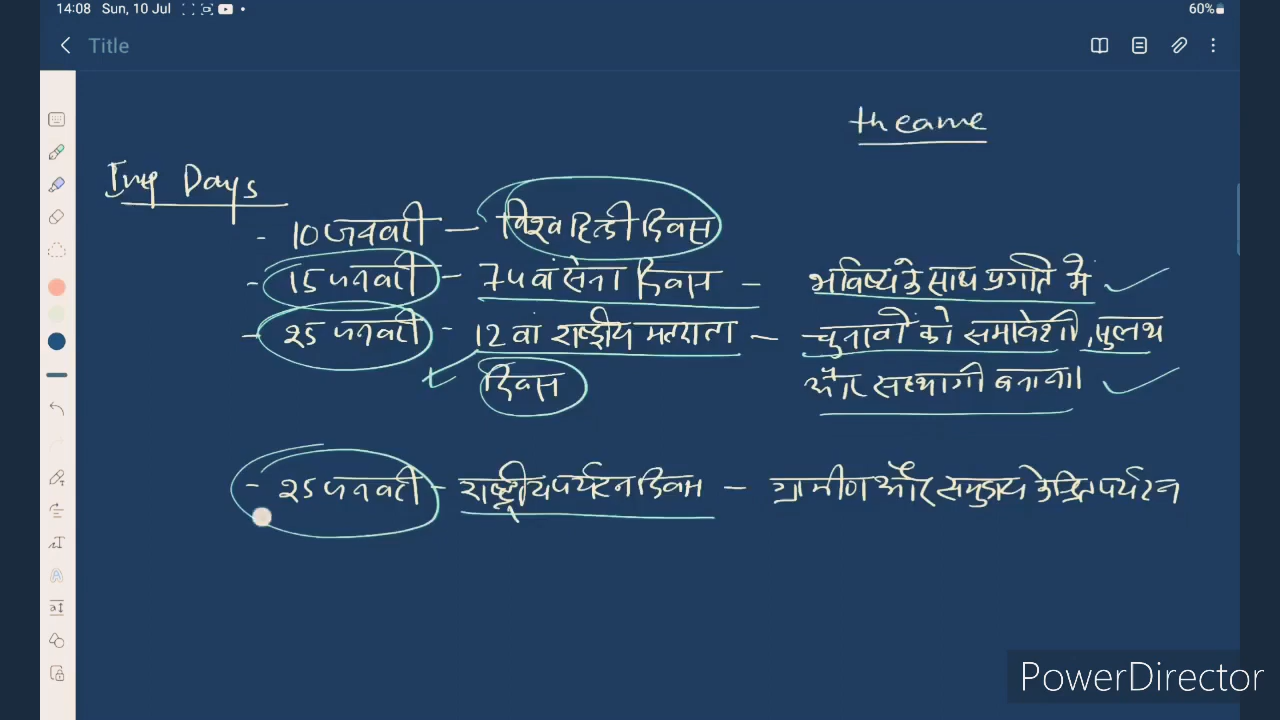 14:08 Sun, 10 Jul
60%
Title
theame
Imp Days
- 10 जनवरी — विश्व हिन्दी दिवस
- 15 जनवरी - 74 वां सेना दिवस - भविष्य के साथ प्रगति में
- 25 जनवरी - 12 वां राष्ट्रीय मतदाता - चुनावों को समावेशी, सुलभ
दिवस और सहभागी बनाना
- 25 जनवरी - राष्ट्रीय पर्यटन दिवस - ग्रामीण और समुदाय केन्द्रित पर्यटन
PowerDirector